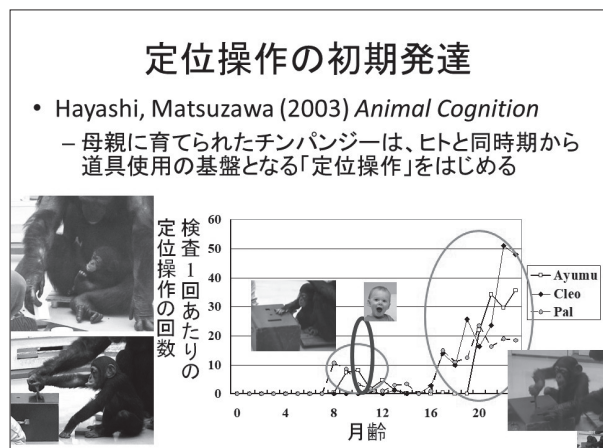 定位操作の初期発達
• Hayashi, Matsuzawa (2003) Animal Cognition
– 母親に育てられたチンパンジーは、ヒトと同時期から
道具使用の基盤となる「定位操作」をはじめる
検査1回あたりの
定位操作の回数
60
50
40
30
20
10
0
0 4 8 12 16 20
月齢
Ayumu
Cleo
Pal